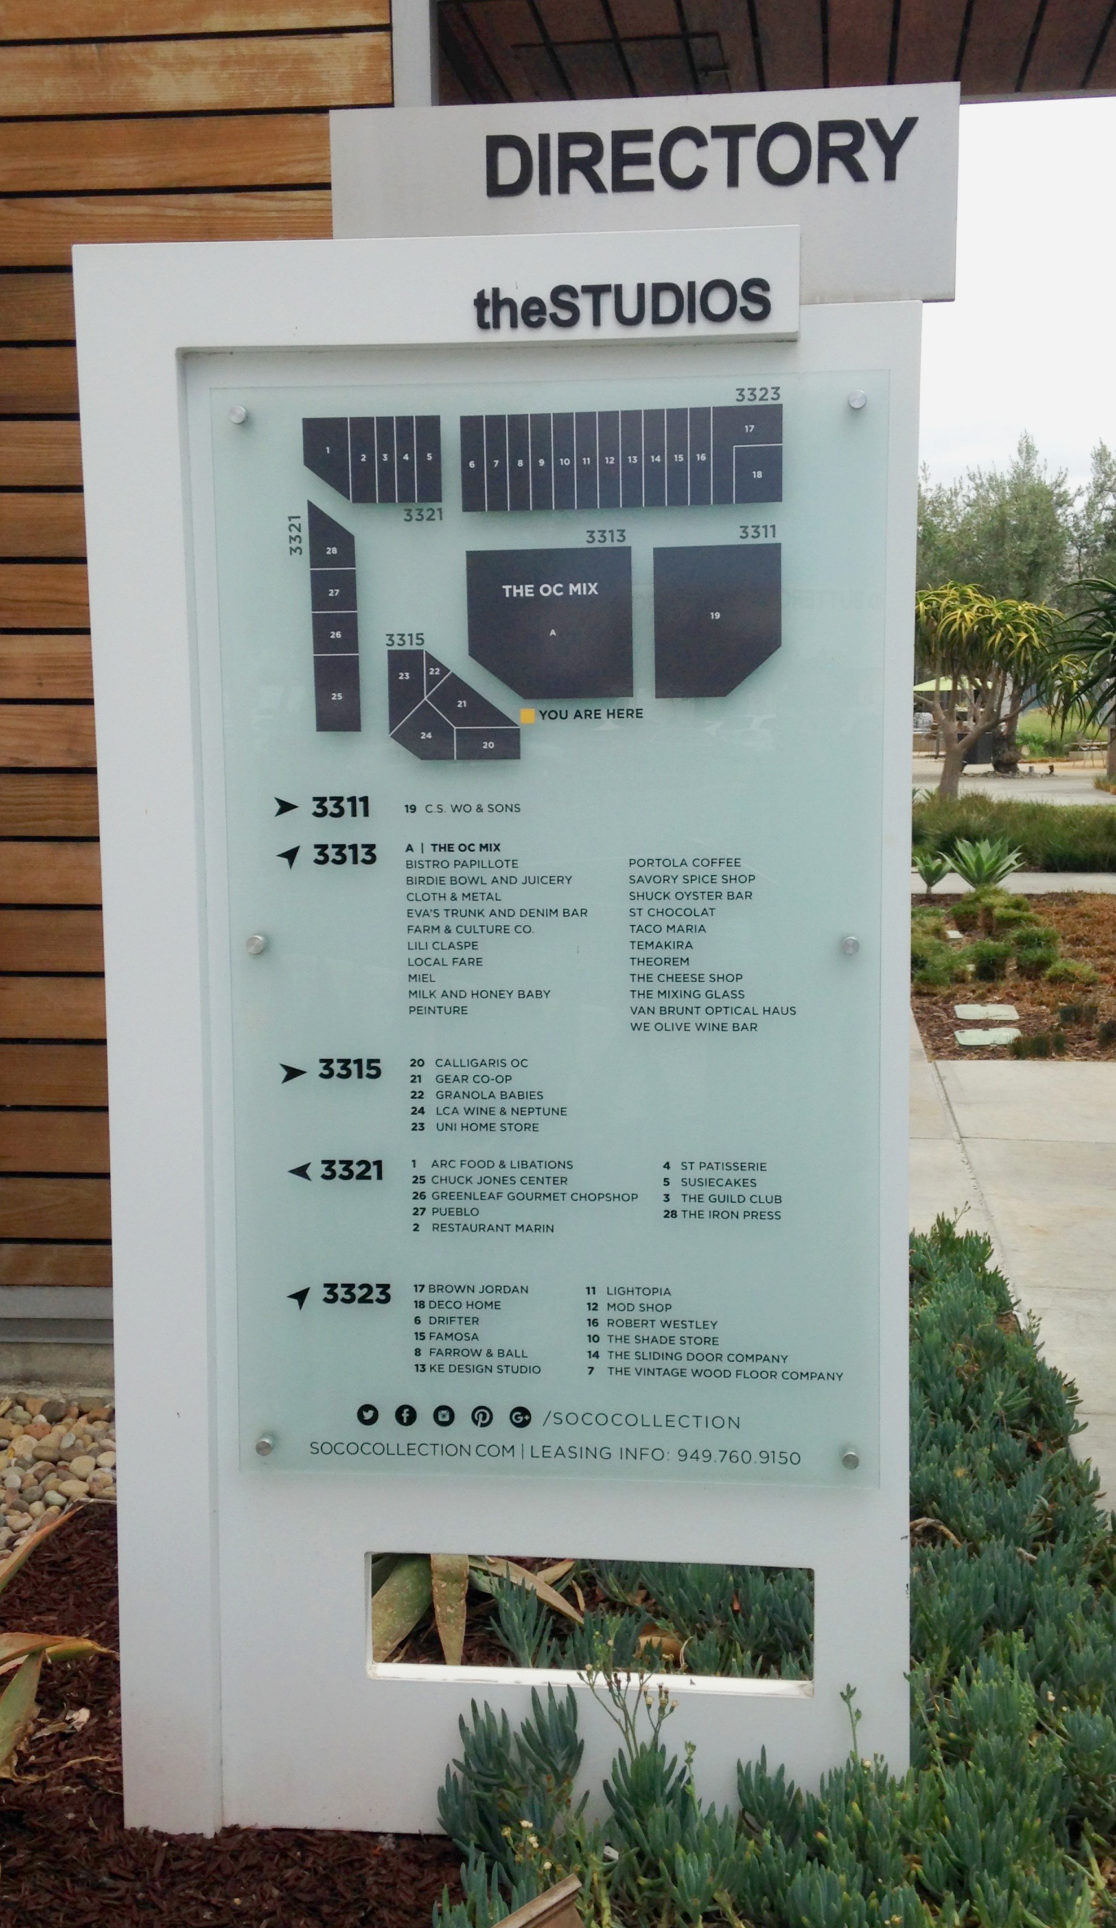 DIRECTORY
theSTUDIOS
3323
1 2 3 4 5 6 7 8 9 10 11 12 13 14 15 16 17
18
3321
3321
3313
3311
28
THE OC MIX
27
A
19
26
3315
23 22
25
21
YOU ARE HERE
24
20
3311 19 C.S. WO & SONS
3313 A | THE OC MIX
BISTRO PAPILLOTE
BIRDIE BOWL AND JUICERY
CLOTH & METAL
EVA'S TRUNK AND DENIM BAR
FARM & CULTURE CO.
LILI CLASPE
LOCAL FARE
MIEL
MILK AND HONEY BABY
PEINTURE
PORTOLA COFFEE
SAVORY SPICE SHOP
SHUCK OYSTER BAR
ST CHOCOLAT
TACO MARIA
TEMAKIRA
THEOREM
THE CHEESE SHOP
THE MIXING GLASS
VAN BRUNT OPTICAL HAUS
WE OLIVE WINE BAR
3315 20 CALLIGARIS OC
21 GEAR CO-OP
22 GRANOLA BABIES
24 LCA WINE & NEPTUNE
23 UNI HOME STORE
3321 1 ARC FOOD & LIBATIONS
25 CHUCK JONES CENTER
26 GREENLEAF GOURMET CHOPSHOP
27 PUEBLO
2 RESTAURANT MARIN
4 ST PATISSERIE
5 SUSIECAKES
3 THE GUILD CLUB
28 THE IRON PRESS
3323 17 BROWN JORDAN
18 DECO HOME
6 DRIFTER
15 FAMOSA
8 FARROW & BALL
13 KE DESIGN STUDIO
11 LIGHTOPIA
12 MOD SHOP
16 ROBERT WESTLEY
10 THE SHADE STORE
14 THE SLIDING DOOR COMPANY
7 THE VINTAGE WOOD FLOOR COMPANY
/SOCOCOLLECTION
SOCOCOLLECTION COM | LEASING INFO: 949.760.9150